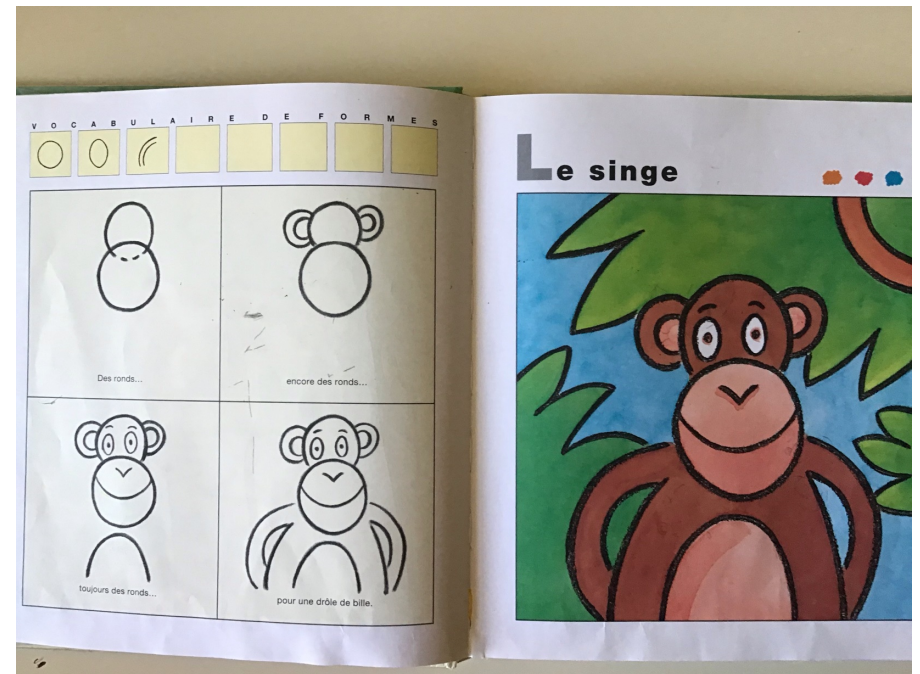 VOCABULAIRE DE FORMES
Des ronds...
encore des ronds...
toujours des ronds...
pour une drôle de bille.
Le singe